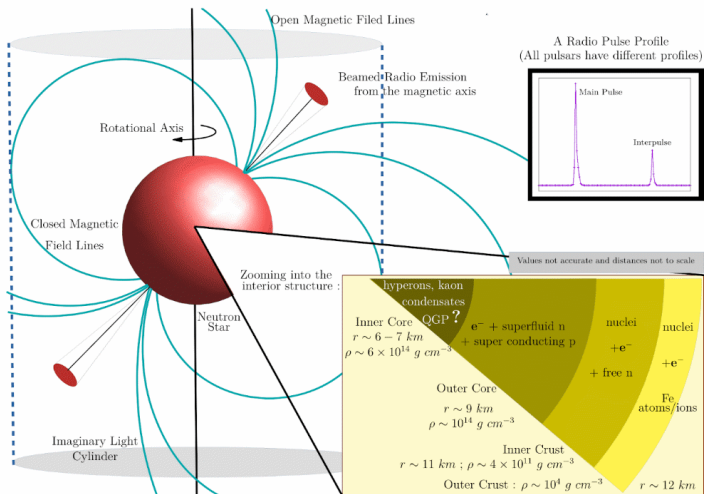 Open Magnetic Filed Lines
A Radio Pulse Profile
(All pulsars have different profiles)
Main Pulse
Interpulse
Beamed Radio Emission
from the magnetic axis
Rotational Axis
Closed Magnetic
Field Lines
Values not accurate and distances not to scale
Zooming into the
interior structure :
Neutron
Star
hyperons, kaon
condensates
QGP ?
e⁻ + superfluid n
+ super conducting p
nuclei
+e⁻
+ free n
nuclei
+e⁻
Fe
atoms/ions
Inner Core
r ∼ 6 − 7 km
ρ ∼ 6 × 10¹⁴ g cm⁻³
Outer Core
r ∼ 9 km
ρ ∼ 10¹⁴ g cm⁻³
Inner Crust
r ∼ 11 km ; ρ ∼ 4 × 10¹¹ g cm⁻³
Outer Crust : ρ ∼ 10⁴ g cm⁻³
r ∼ 12 km
Imaginary Light
Cylinder